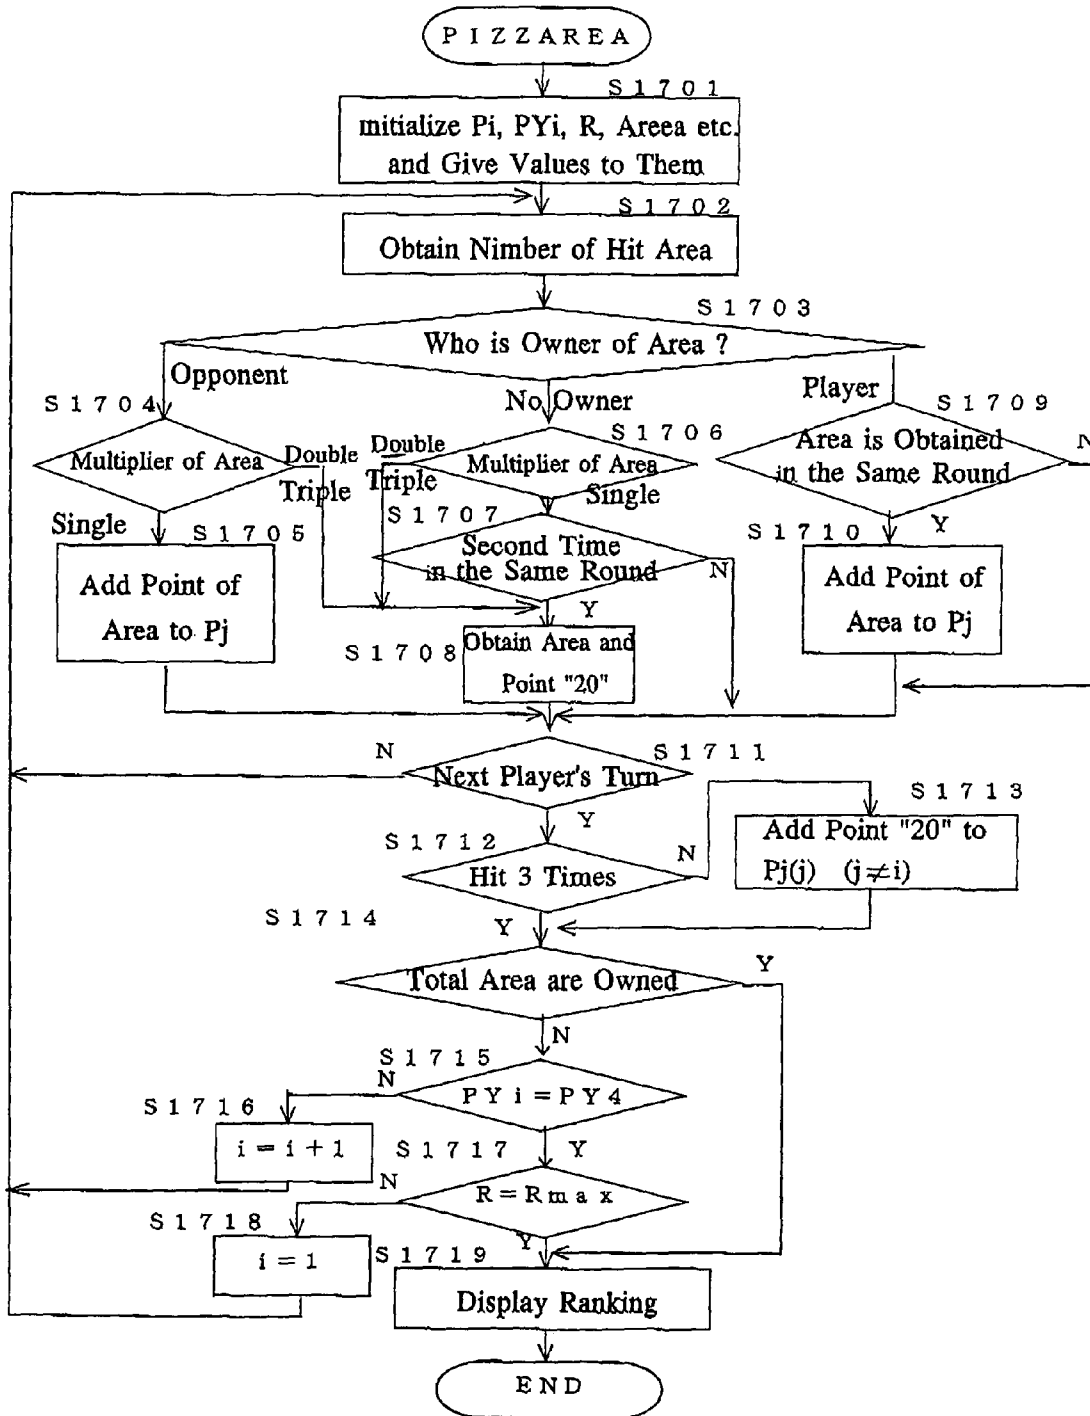 PIZZAREA
S1701
mitialize Pi, PYi, R, Areea etc.
and Give Values to Them
S1702
Obtain Nimber of Hit Area
S1703
Who is Owner of Area ?
Opponent
No Owner
Player
S1704
Multiplier of Area
Double
Triple
Single
S1705
Add Point of
Area to Pj
S1706
Multiplier of Area
Double
Triple
Single
S1707
Second Time
in the Same Round
N
Y
S1708
Obtain Area and
Point "20"
S1709
Area is Obtained
in the Same Round
N
Y
S1710
Add Point of
Area to Pj
S1711
Next Player's Turn
N
Y
S1712
Hit 3 Times
N
Y
S1713
Add Point "20" to
Pj(j) (j≠i)
S1714
Total Area are Owned
Y
N
S1715
PYi=PY4
N
Y
S1716
i = i + 1
S1717
R=Rmax
N
Y
S1718
i = 1
S1719
Display Ranking
END